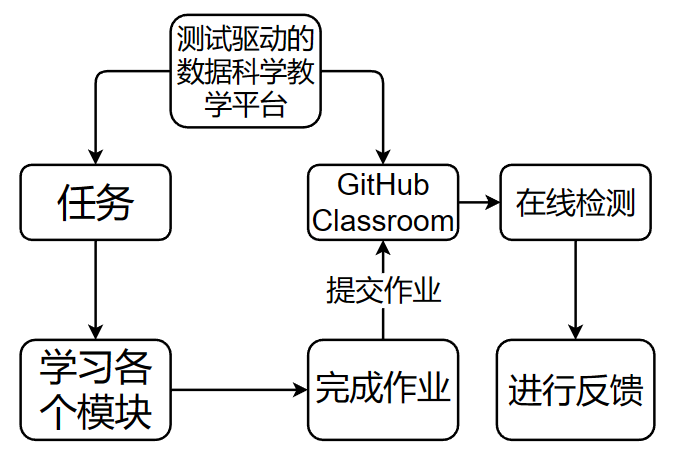 测试驱动的
数据科学教
学平台
任务
GitHub
Classroom
在线检测
提交作业
学习各
个模块
完成作业
进行反馈